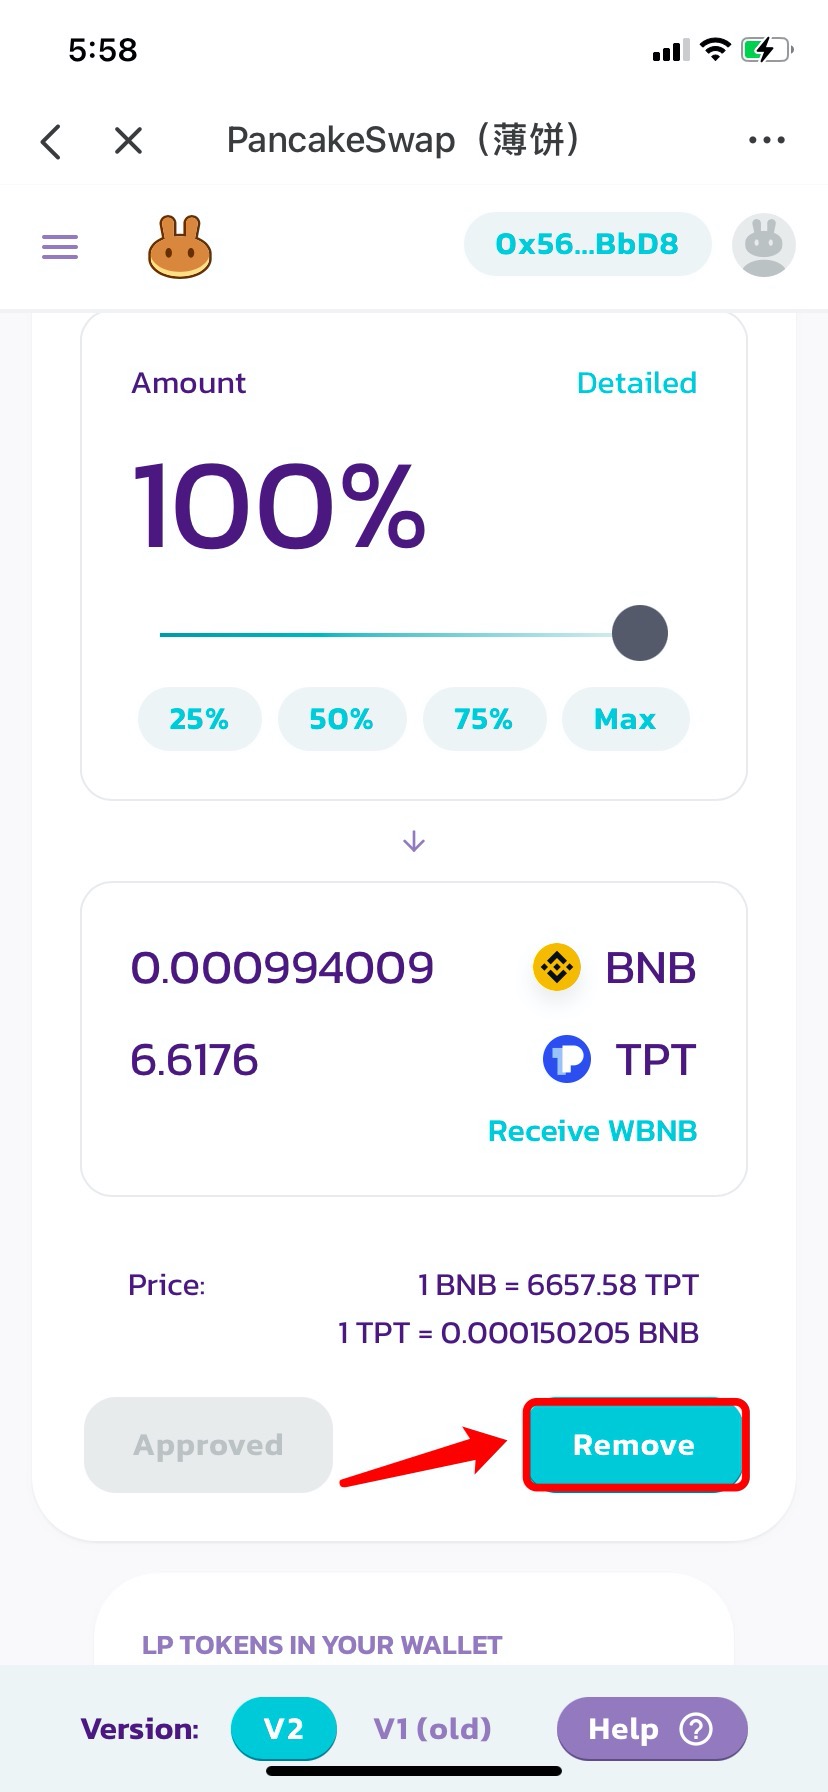 5:58
PancakeSwap（薄饼）
0x56...BbD8
Amount
Detailed
100%
25%
50%
75%
Max
0.000994009
BNB
6.6176
TPT
Receive WBNB
Price:
1 BNB = 6657.58 TPT
1 TPT = 0.000150205 BNB
Approved
Remove
LP TOKENS IN YOUR WALLET
Version:
V2
V1 (old)
Help